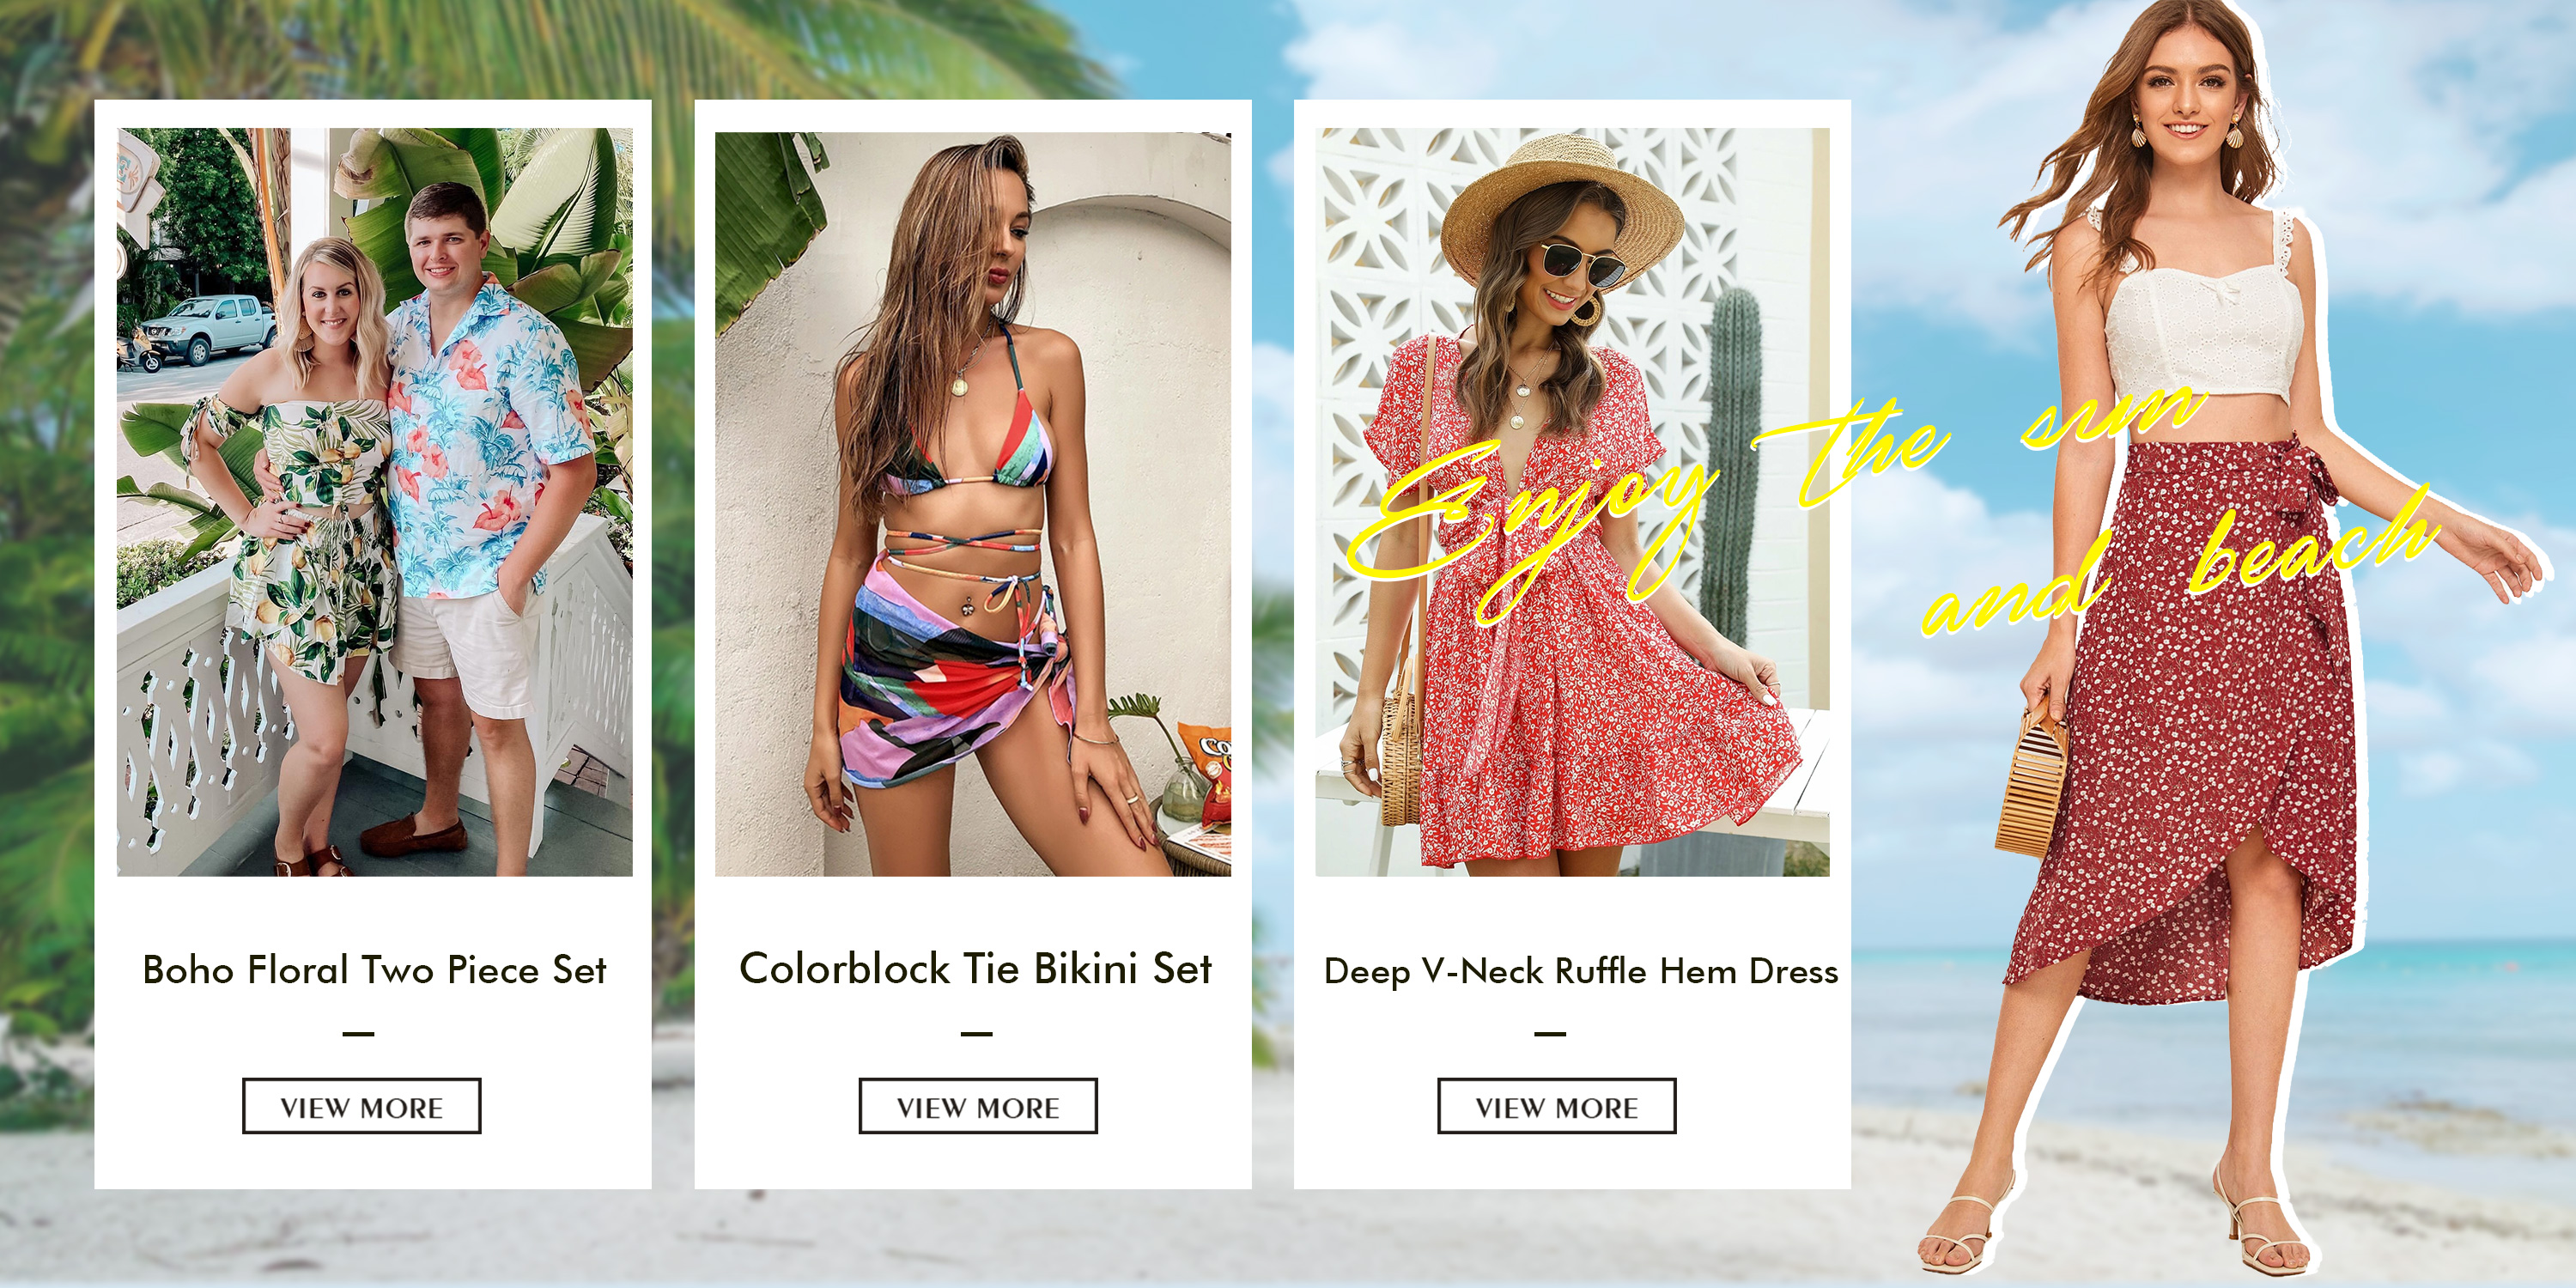 Enjoy the sun
and beach
Boho Floral Two Piece Set
VIEW MORE
Colorblock Tie Bikini Set
VIEW MORE
Deep V-Neck Ruffle Hem Dress
VIEW MORE